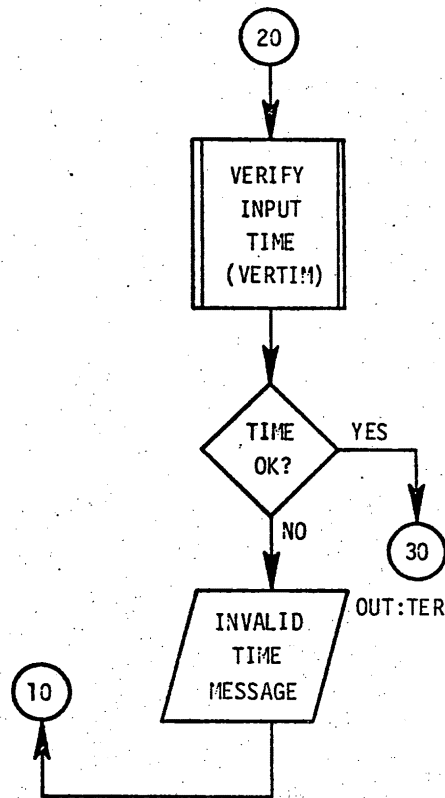 20
VERIFY
INPUT
TIME
(VERTIM)
TIME
OK?
YES
NO
30
OUT:TER
INVALID
TIME
MESSAGE
10